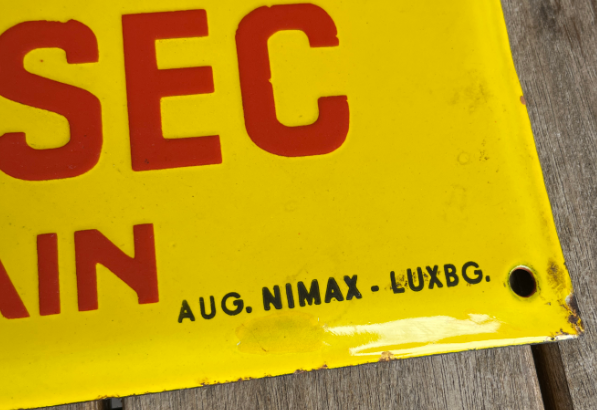 SEC
AIN
AUG. NIMAX - LUXBG.